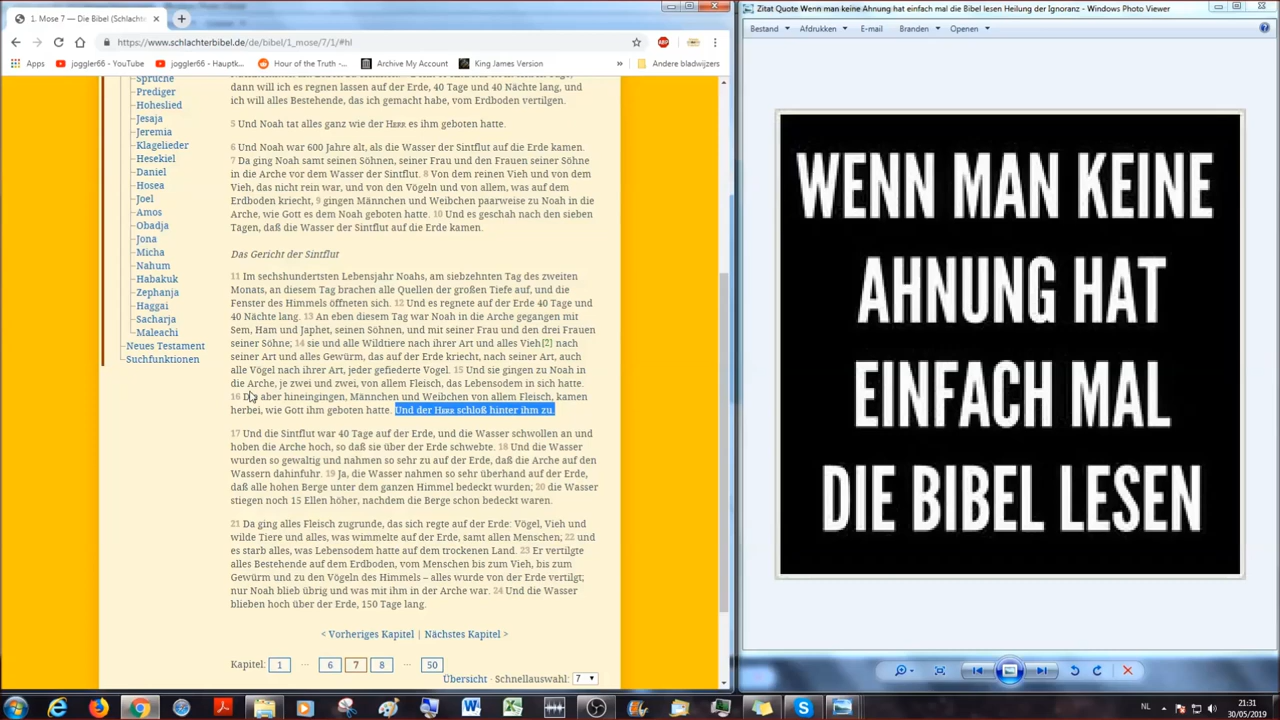 1. Mose 7 — Die Bibel (Schlachte
Zitat Quote Wenn man keine Ahnung hat einfach mal die Bibel lesen Heilung der Ignoranz - Windows Photo Viewer
https://www.schlachterbibel.de/de/bibel/1_mose/7/1/#hl
Bestand Afdrukken E-mail Branden Openen
Apps joggler66 - YouTube joggler66 - Hauptk... Hour of the Truth... Archive My Account King James Version » Andere bladwijzers
Sprüche
Prediger
Hoheslied
Jesaja
Jeremia
Klagelieder
Hesekiel
Daniel
Hosea
Joel
Amos
Obadja
Jona
Micha
Nahum
Habakuk
Zephanja
Haggai
Sacharja
Maleachi
Neues Testament
Suchfunktionen
dann will ich es regnen lassen auf der Erde, 40 Tage und 40 Nächte lang, und
ich will alles Bestehende, das ich gemacht habe, vom Erdboden vertilgen.
5 Und Noah tat alles ganz wie der HERR es ihm geboten hatte.
6 Und Noah war 600 Jahre alt, als die Wasser der Sintflut auf die Erde kamen.
7 Da ging Noah samt seinen Söhnen, seiner Frau und den Frauen seiner Söhne
in die Arche vor dem Wasser der Sintflut. 8 Von dem reinen Vieh und von dem
Vieh, das nicht rein war, und von den Vögeln und von allem, was auf dem
Erdboden kriecht, 9 gingen Männchen und Weibchen paarweise zu Noah in die
Arche, wie Gott es dem Noah geboten hatte. 10 Und es geschah nach den sieben
Tagen, daß die Wasser der Sintflut auf die Erde kamen.
Das Gericht der Sintflut
11 Im sechshundertsten Lebensjahr Noahs, am siebzehnten Tag des zweiten
Monats, an diesem Tag brachen alle Quellen der großen Tiefe auf, und die
Fenster des Himmels öffneten sich. 12 Und es regnete auf der Erde 40 Tage und
40 Nächte lang. 13 An eben diesem Tag war Noah in die Arche gegangen mit
Sem, Ham und Japhet, seinen Söhnen, und mit seiner Frau und den drei Frauen
seiner Söhne; 14 sie und alle Wildtiere nach ihrer Art und alles Vieh[2] nach
seiner Art und alles Gewürm, das auf der Erde kriecht, nach seiner Art, auch
alle Vögel nach ihrer Art, jeder gefiederte Vogel. 15 Und sie gingen zu Noah in
die Arche, je zwei und zwei, von allem Fleisch, das Lebensodem in sich hatte.
16 Die aber hineingingen, Männchen und Weibchen von allem Fleisch, kamen
herbei, wie Gott ihm geboten hatte. Und der HERR schloß hinter ihm zu.
17 Und die Sintflut war 40 Tage auf der Erde, und die Wasser schwollen an und
hoben die Arche hoch, so daß sie über der Erde schwebte. 18 Und die Wasser
wurden so gewaltig und nahmen so sehr zu auf der Erde, daß die Arche auf den
Wassern dahinfuhr. 19 Ja, die Wasser nahmen so sehr überhand auf der Erde,
daß alle hohen Berge unter dem ganzen Himmel bedeckt wurden; 20 die Wasser
stiegen noch 15 Ellen höher, nachdem die Berge schon bedeckt waren.
21 Da ging alles Fleisch zugrunde, das sich regte auf der Erde: Vögel, Vieh und
wilde Tiere und alles, was wimmelte auf der Erde, samt allen Menschen; 22 und
es starb alles, was Lebensodem hatte auf dem trockenen Land. 23 Er vertilgte
alles Bestehende auf dem Erdboden, vom Menschen bis zum Vieh, bis zum
Gewürm und zu den Vögeln des Himmels – alles wurde von der Erde vertilgt;
nur Noah blieb übrig und was mit ihm in der Arche war. 24 Und die Wasser
blieben hoch über der Erde, 150 Tage lang.
< Vorheriges Kapitel | Nächstes Kapitel >
Kapitel: 1 ... 6 7 8 ... 50
Übersicht · Schnellauswahl: 7
WENN MAN KEINE
AHNUNG HAT
EINFACH MAL
DIE BIBEL LESEN
NL 21:31
30/05/2019